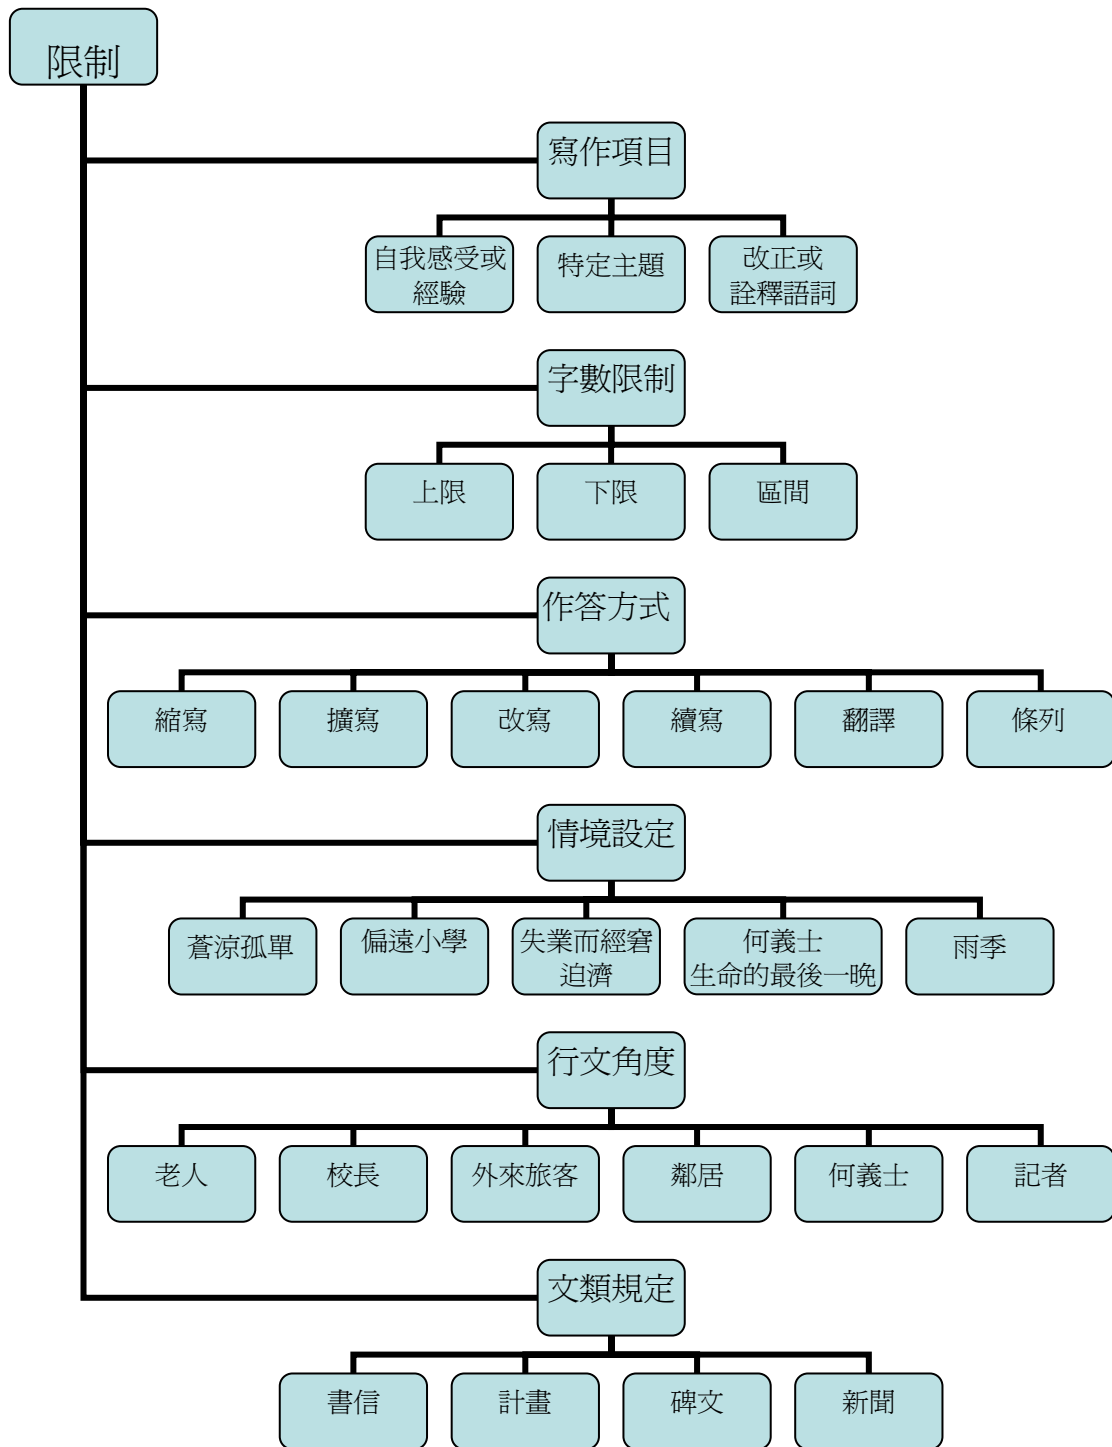 限制
寫作項目
自我感受或
經驗
特定主題
改正或
詮釋語詞
字數限制
上限
下限
區間
作答方式
縮寫
擴寫
改寫
續寫
翻譯
條列
情境設定
蒼涼孤單
偏遠小學
失業而經窘
迫濟
何義士
生命的最後一晚
雨季
行文角度
老人
校長
外來旅客
鄰居
何義士
記者
文類規定
書信
計畫
碑文
新聞